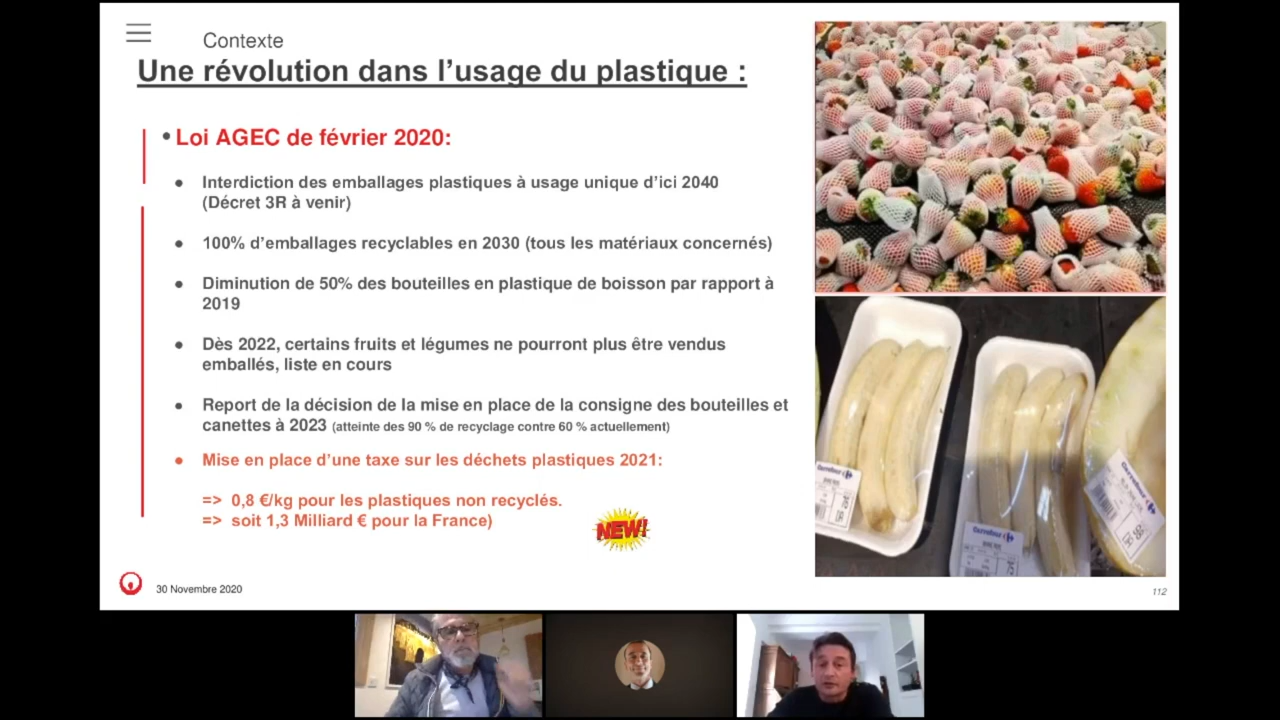 Contexte
Une révolution dans l'usage du plastique :
• Loi AGEC de février 2020:
● Interdiction des emballages plastiques à usage unique d'ici 2040
(Décret 3R à venir)
● 100% d'emballages recyclables en 2030 (tous les matériaux concernés)
● Diminution de 50% des bouteilles en plastique de boisson par rapport à
2019
● Dès 2022, certains fruits et légumes ne pourront plus être vendus
emballés, liste en cours
● Report de la décision de la mise en place de la consigne des bouteilles et
canettes à 2023 (atteinte des 90 % de recyclage contre 60 % actuellement)
● Mise en place d'une taxe sur les déchets plastiques 2021:
=> 0,8 €/kg pour les plastiques non recyclés.
=> soit 1,3 Milliard € pour la France)
NEW!
Carrefour
Carrefour
Carrefour
30 Novembre 2020
112